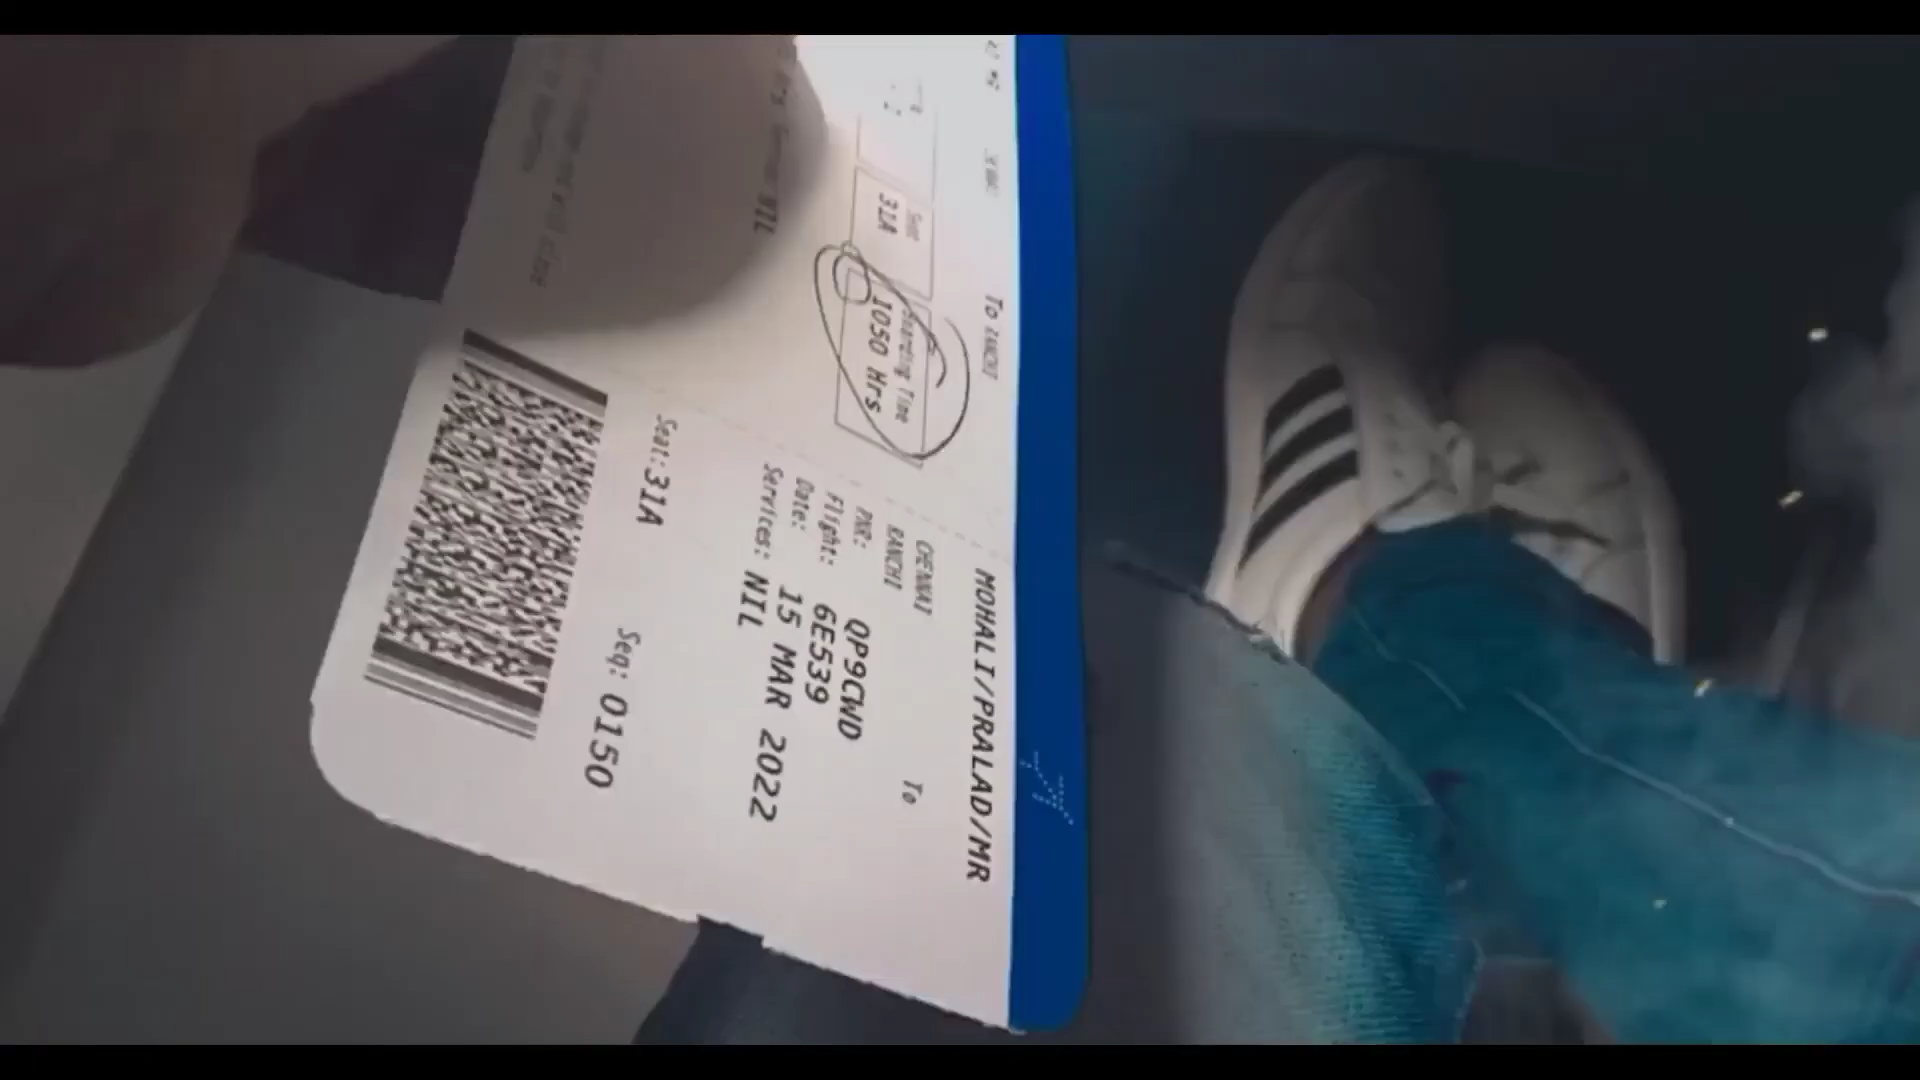 To RANCHI
Seat
31A
Boarding Time
1050 Hrs
NIL
MOHALI/PRALAD/MR
CHENNAI To
RANCHI
PNR: QP9CWD
Flight: 6E539
Date: 15 MAR 2022
Services: NIL
Seat:31A Seq: 0150